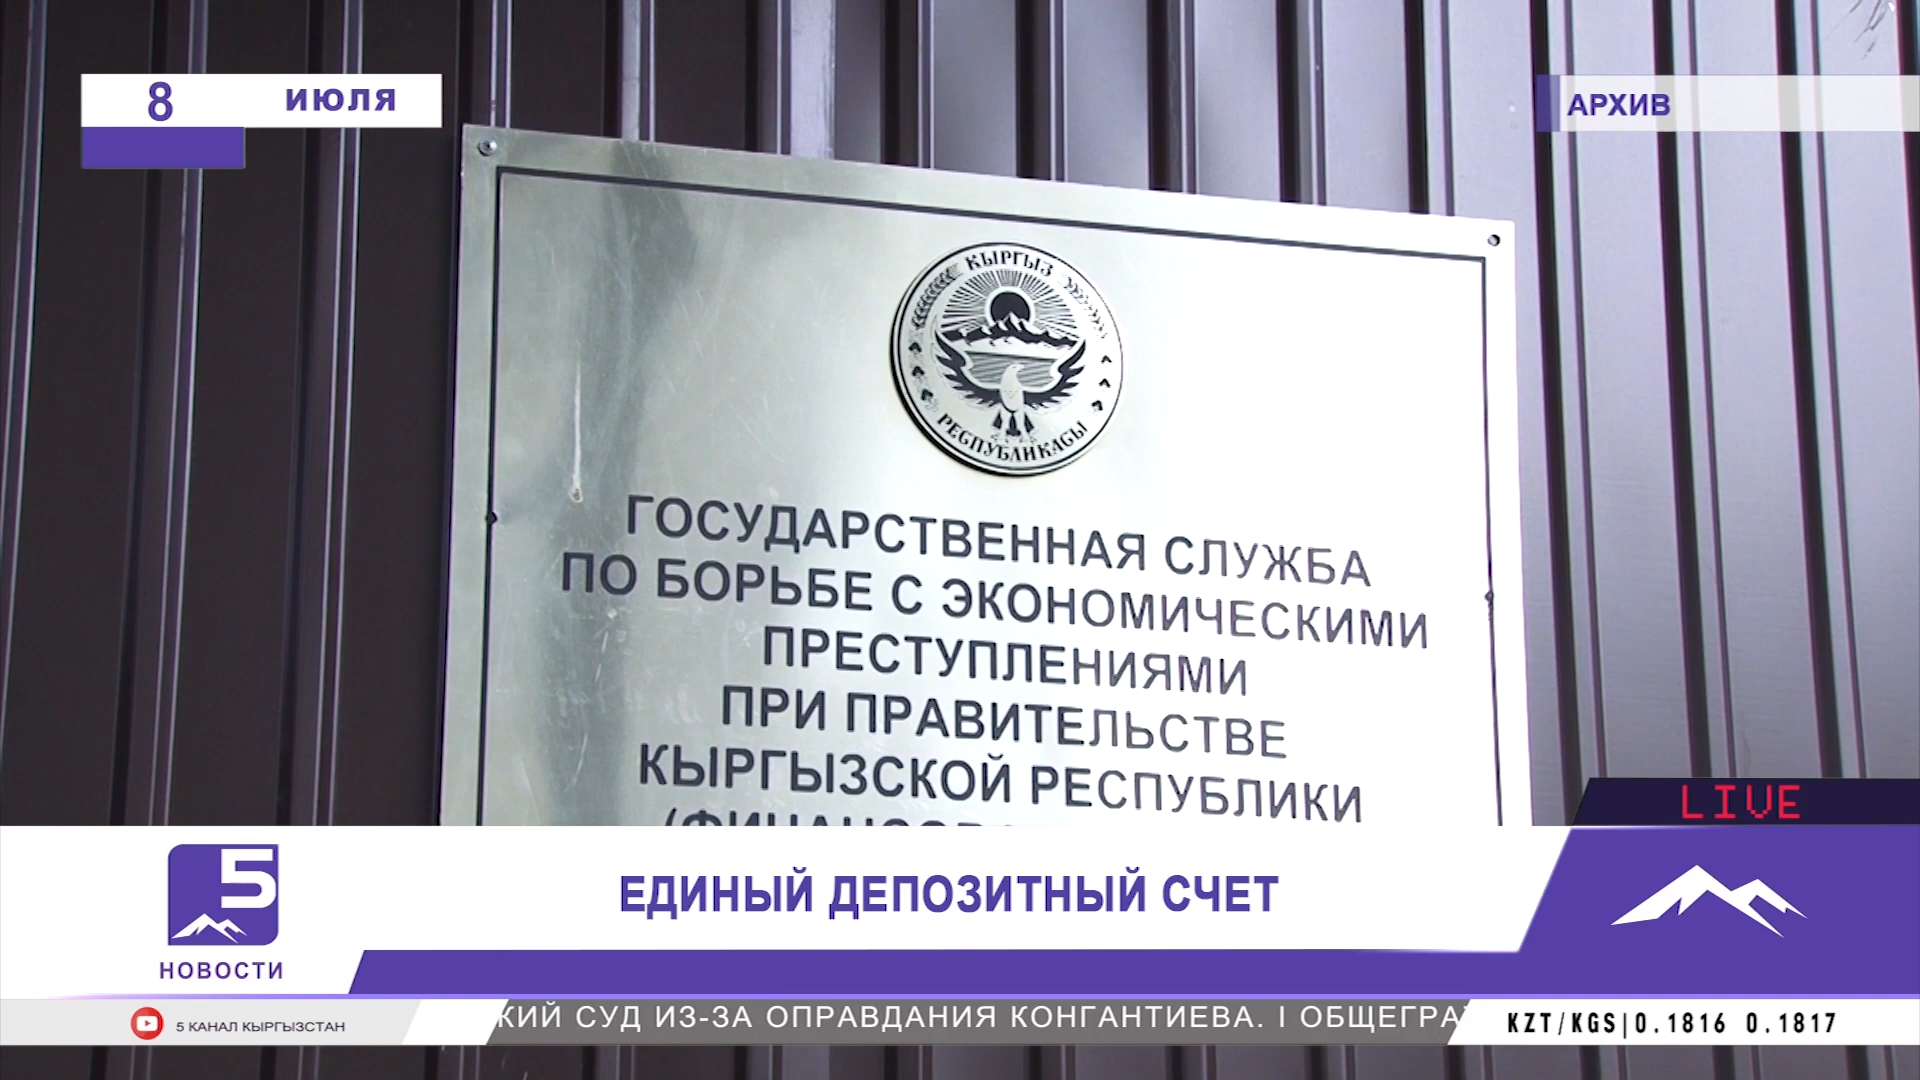 8 ИЮЛЯ
АРХИВ
КЫРГЫЗ
РЕСПУБЛИКАСЫ
ГОСУДАРСТВЕННАЯ СЛУЖБА
ПО БОРЬБЕ С ЭКОНОМИЧЕСКИМИ
ПРЕСТУПЛЕНИЯМИ
ПРИ ПРАВИТЕЛЬСТВЕ
КЫРГЫЗСКОЙ РЕСПУБЛИКИ
LIVE
5
НОВОСТИ
ЕДИНЫЙ ДЕПОЗИТНЫЙ СЧЕТ
5 КАНАЛ КЫРГЫЗСТАН
СУД ИЗ-ЗА ОПРАВДАНИЯ КОНГАНТИЕВА. I
KZT/KGS|0.1816 0.1817